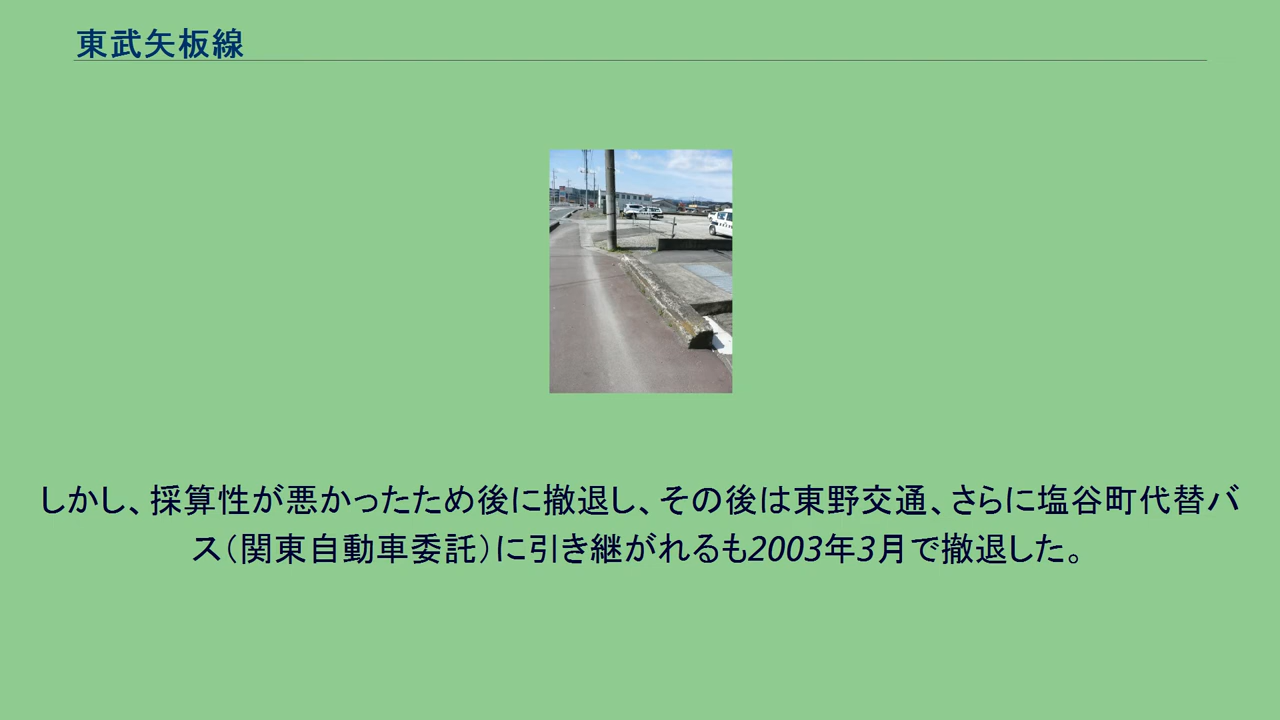 東武矢板線
しかし、採算性が悪かったため後に撤退し、その後は東野交通、さらに塩谷町代替バ
ス（関東自動車委託）に引き継がれるも2003年3月で撤退した。